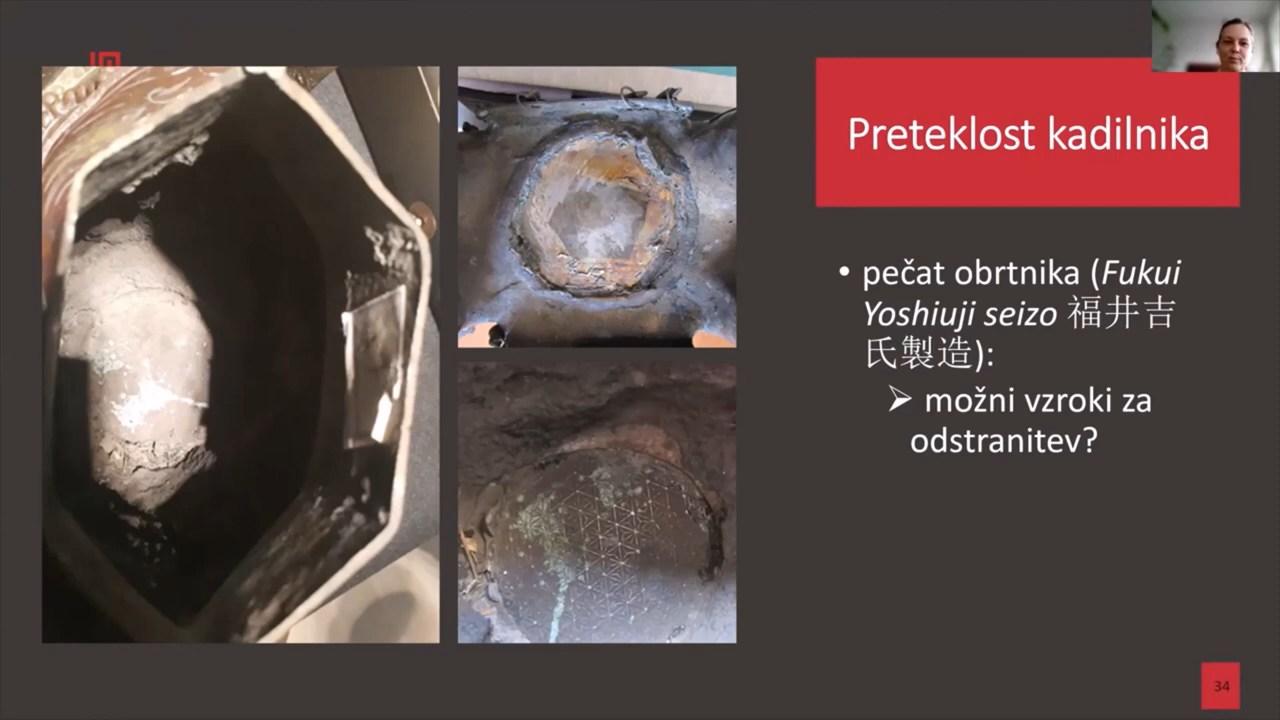 Preteklost kadilnika
• pečat obrtnika (Fukui
Yoshiuji seizo 福井吉
氏製造):
➢ možni vzroki za
odstranitev?
34